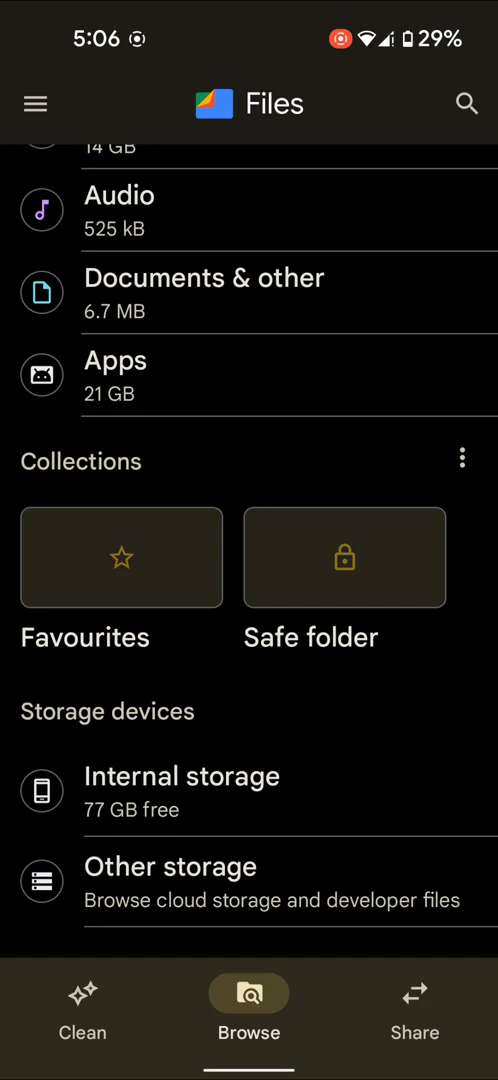 5:06
29%
Files
14 GB
Audio
525 kB
Documents & other
6.7 MB
Apps
21 GB
Collections
Favourites
Safe folder
Storage devices
Internal storage
77 GB free
Other storage
Browse cloud storage and developer files
Clean
Browse
Share